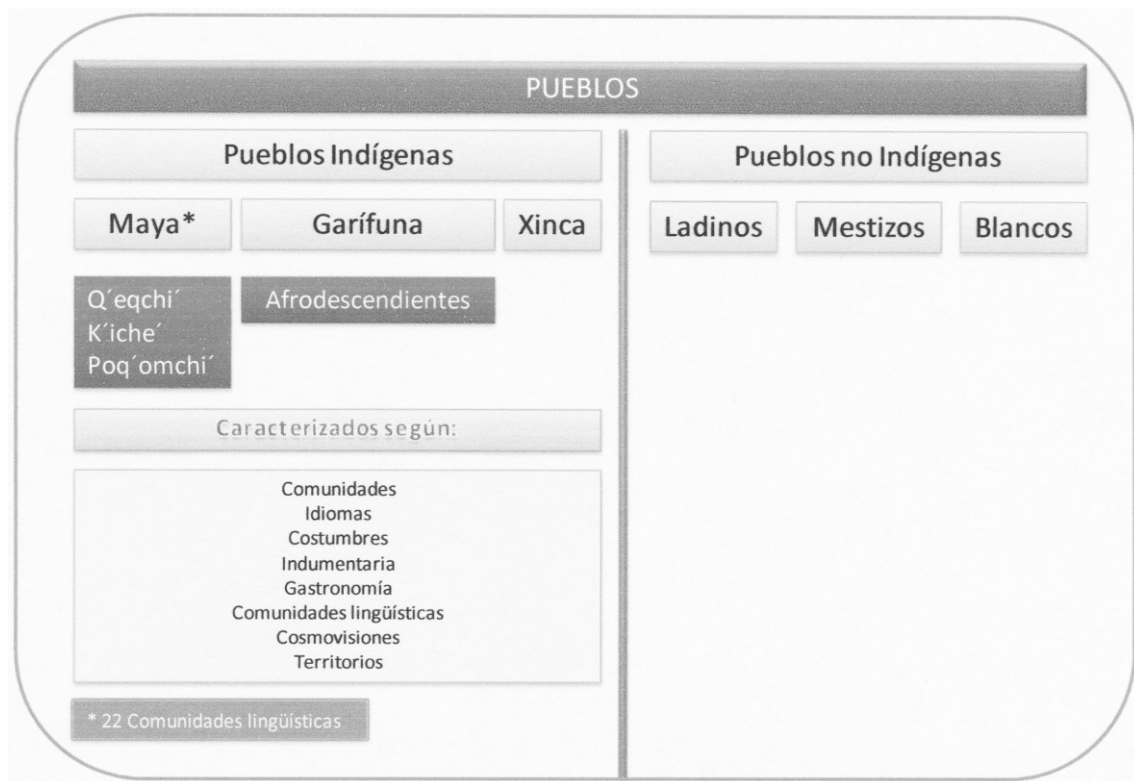 PUEBLOS
Pueblos Indígenas
Maya*
Garífuna
Xinca
Q´eqchi´
K´iche´
Poq´omchi´
Afrodescendientes
Caracterizados según:
Comunidades
Idiomas
Costumbres
Indumentaria
Gastronomía
Comunidades lingüísticas
Cosmovisiones
Territorios
* 22 Comunidades lingüísticas
Pueblos no Indígenas
Ladinos
Mestizos
Blancos